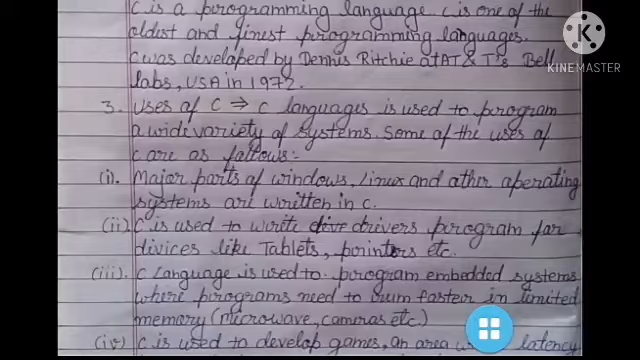 C is a programming language. C is one of the
oldest and finest programming languages.
C was developed by Dennis Ritchie at AT & T's Bell
labs, USA in 1972.
3. Uses of C ⇒ C languages is used to program
a wide variety of systems. Some of the uses of
C are as follows:-
(i). Major parts of windows, Linux and other operating
systems are written in C.
(ii) C is used to write drivers program for
divices like Tablets, printers etc.
(iii). C Language is used to program embedded systems
where programs need to run faster in limited
memory (Microwave, cameras etc.)
(iv) C is used to develop games, an area latency
KINEMASTER